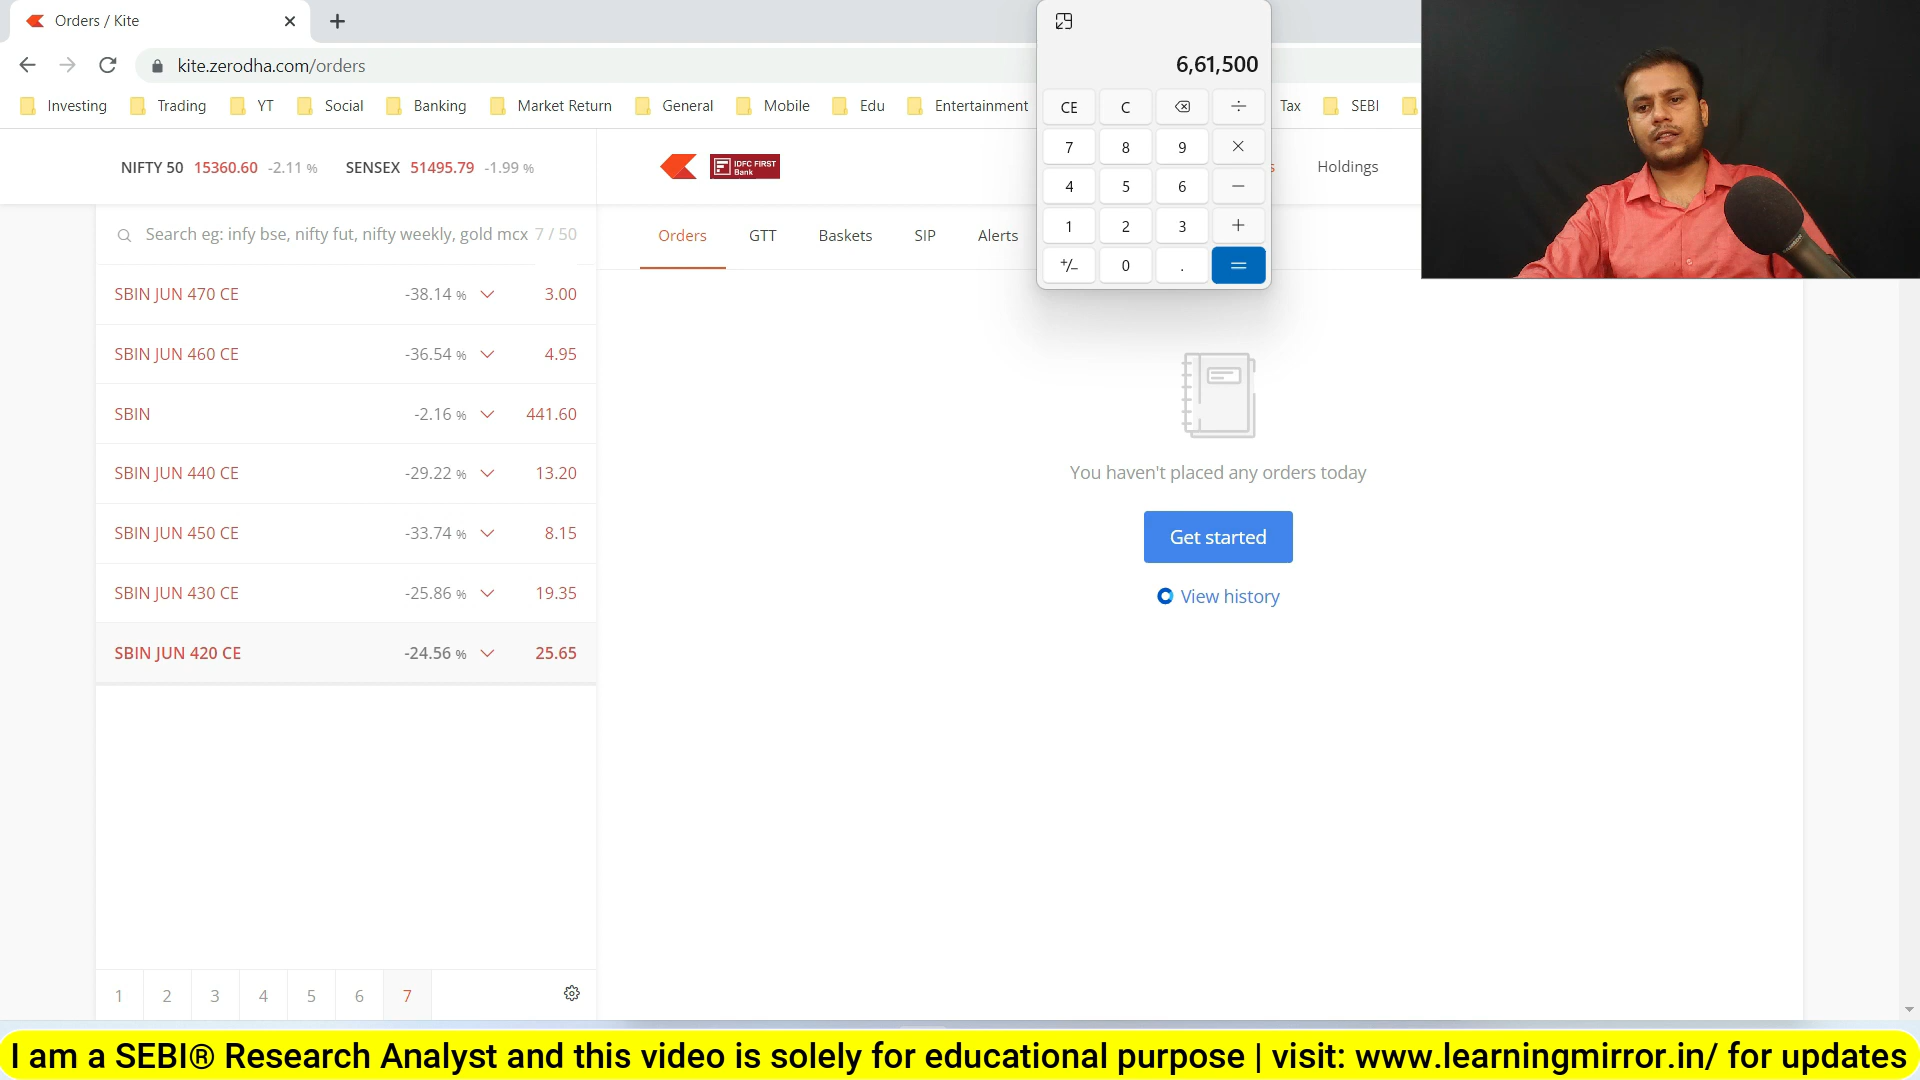 Orders / Kite
kite.zerodha.com/orders
Investing Trading YT Social Banking Market Return General Mobile Edu Entertainment Tax SEBI
NIFTY 50 15360.60 -2.11 % SENSEX 51495.79 -1.99 %
IDFC FIRST
Bank
Holdings
Search eg: infy bse, nifty fut, nifty weekly, gold mcx 7 / 50
SBIN JUN 470 CE -38.14 % 3.00
SBIN JUN 460 CE -36.54 % 4.95
SBIN -2.16 % 441.60
SBIN JUN 440 CE -29.22 % 13.20
SBIN JUN 450 CE -33.74 % 8.15
SBIN JUN 430 CE -25.86 % 19.35
SBIN JUN 420 CE -24.56 % 25.65
1 2 3 4 5 6 7
Orders GTT Baskets SIP Alerts
6,61,500
CE C ÷
7 8 9 ×
4 5 6 −
1 2 3 +
+/− 0 . =
You haven't placed any orders today
Get started
View history
I am a SEBI® Research Analyst and this video is solely for educational purpose | visit: www.learningmirror.in/ for updates